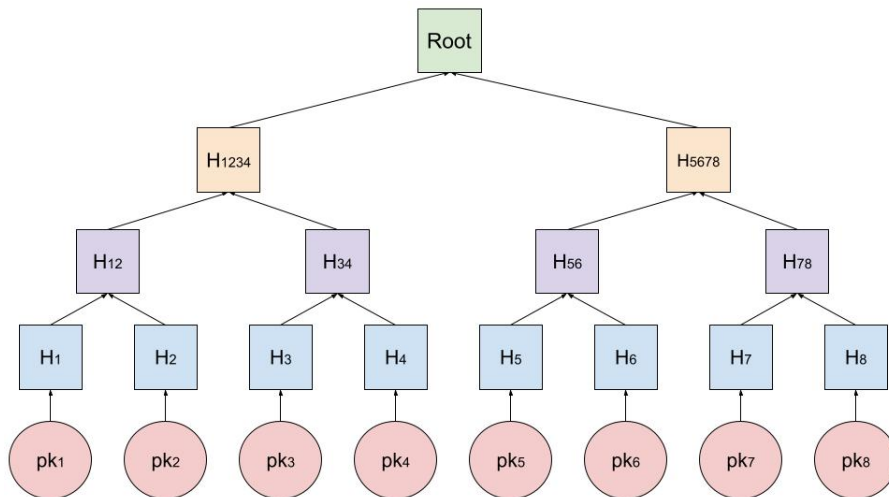 Root
H1234 H5678
H12 H34 H56 H78
H1 H2 H3 H4 H5 H6 H7 H8
pk1 pk2 pk3 pk4 pk5 pk6 pk7 pk8